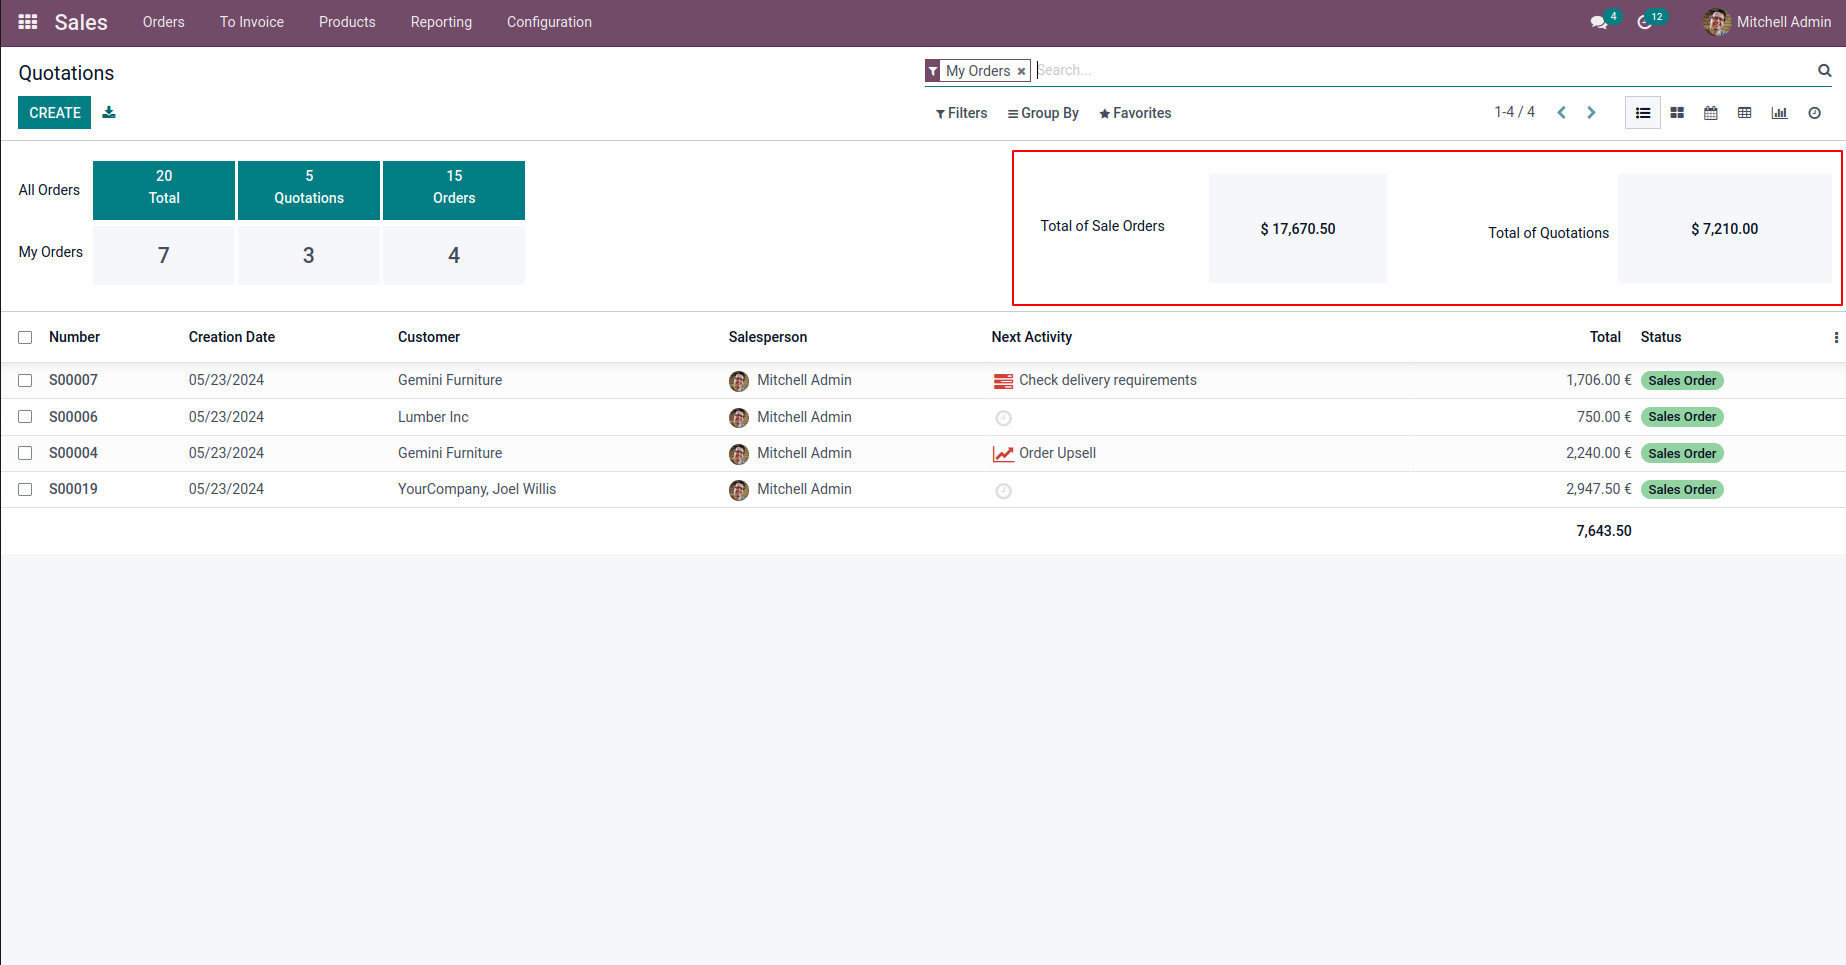 Sales Orders To Invoice Products Reporting Configuration 4 12 Mitchell Admin
Quotations
My Orders × Search...
CREATE
Filters Group By Favorites 1-4 / 4
All Orders
20 Total
5 Quotations
15 Orders
My Orders 7 3 4
Total of Sale Orders $ 17,670.50
Total of Quotations $ 7,210.00
Number Creation Date Customer Salesperson Next Activity Total Status
S00007 05/23/2024 Gemini Furniture Mitchell Admin Check delivery requirements 1,706.00 € Sales Order
S00006 05/23/2024 Lumber Inc Mitchell Admin 750.00 € Sales Order
S00004 05/23/2024 Gemini Furniture Mitchell Admin Order Upsell 2,240.00 € Sales Order
S00019 05/23/2024 YourCompany, Joel Willis Mitchell Admin 2,947.50 € Sales Order
7,643.50